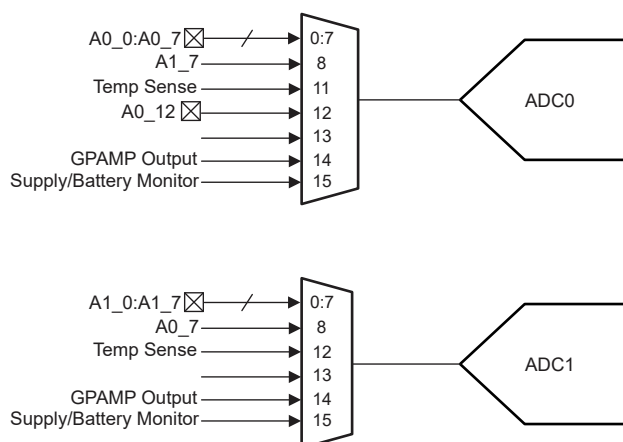 A0_0:A0_7 0:7
A1_7 8
Temp Sense 11
A0_12 12
13
GPAMP Output 14
Supply/Battery Monitor 15
ADC0
A1_0:A1_7 0:7
A0_7 8
Temp Sense 12
13
GPAMP Output 14
Supply/Battery Monitor 15
ADC1